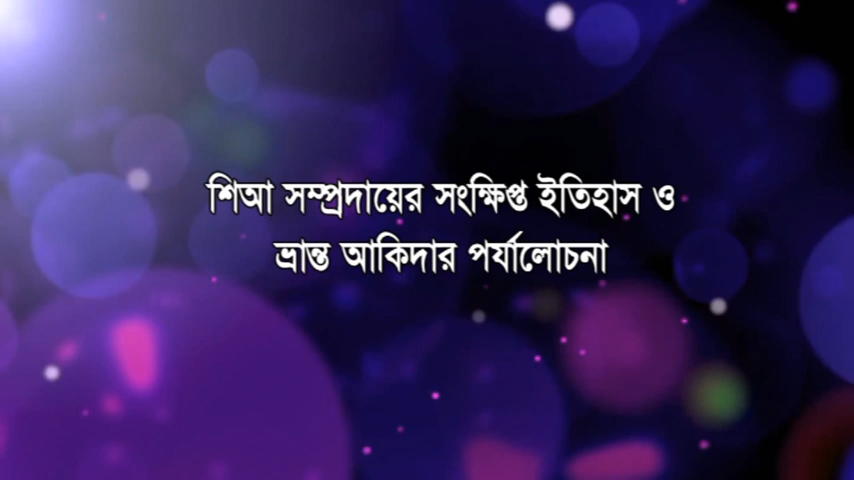 শিআ সম্প্রদায়ের সংক্ষিপ্ত ইতিহাস ও
ভ্রান্ত আকিদার পর্যালোচনা